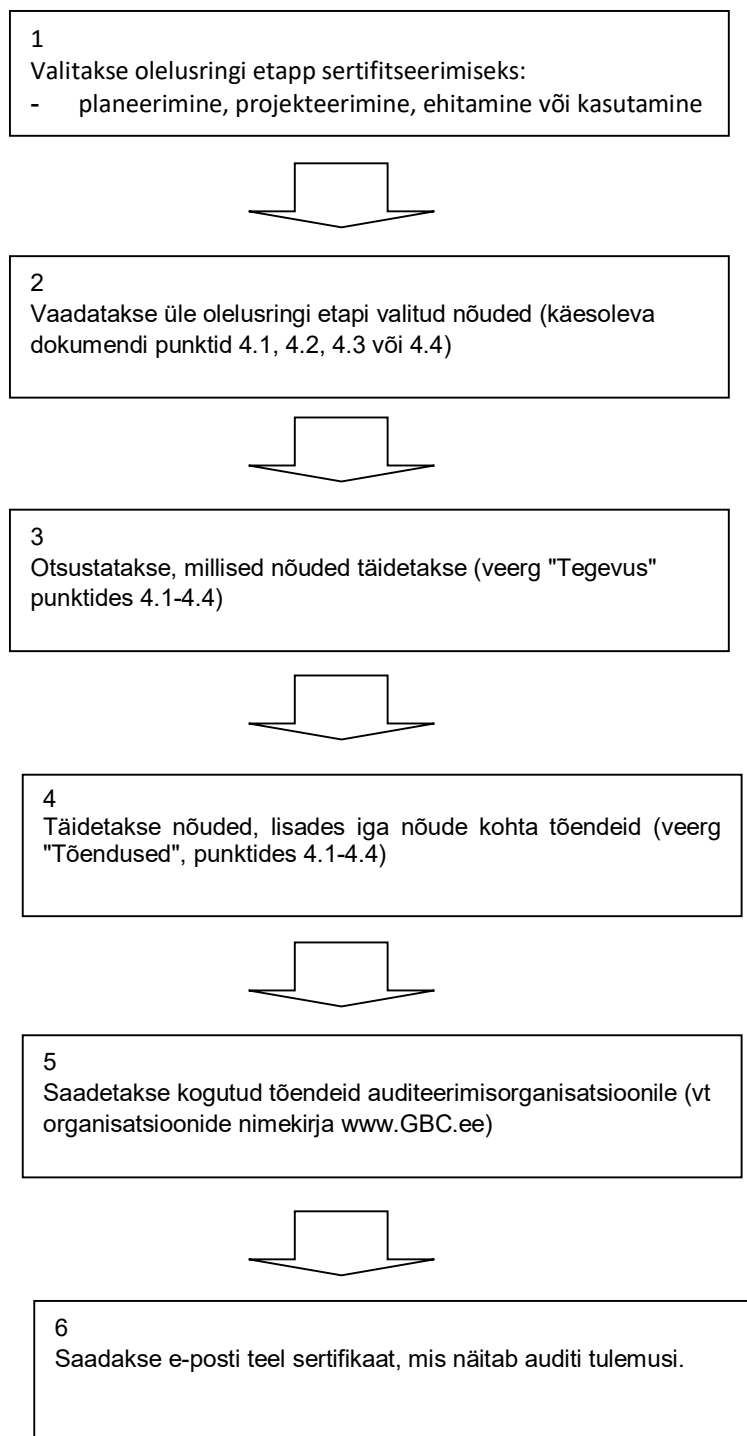 1
Valitakse olelusringi etapp sertifitseerimiseks:
- planeerimine, projekteerimine, ehitamine või kasutamine
2
Vaadatakse üle olelusringi etapi valitud nõuded (käesoleva
dokumendi punktid 4.1, 4.2, 4.3 või 4.4)
3
Otsustatakse, millised nõuded täidetakse (veerg "Tegevus"
punktides 4.1-4.4)
4
Täidetakse nõuded, lisades iga nõude kohta tõendeid (veerg
"Tõendused", punktides 4.1-4.4)
5
Saadetakse kogutud tõendeid auditeerimisorganisatsioonile (vt
organisatsioonide nimekirja www.GBC.ee)
6
Saadakse e-posti teel sertifikaat, mis näitab auditi tulemusi.